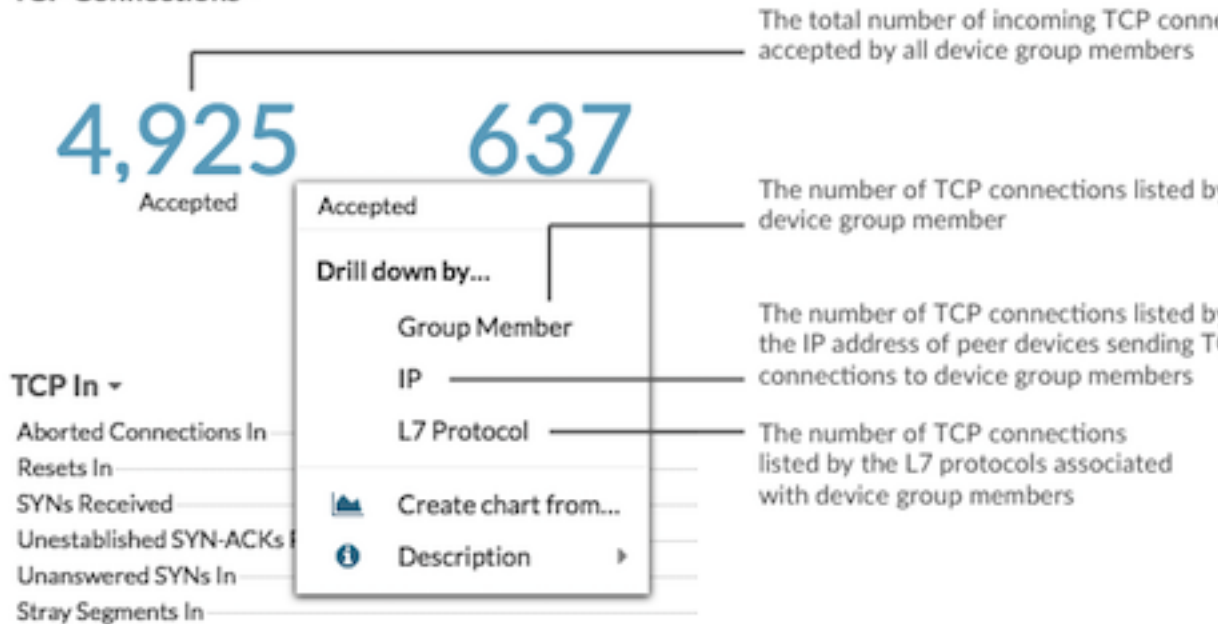 The total number of incoming TCP
accepted by all device group members
4,925
637
Accepted
Accepted
The number of TCP connections listed
device group member
Drill down by...
Group Member
The number of TCP connections listed
the IP address of peer devices sending
connections to device group members
IP
L7 Protocol
The number of TCP connections
listed by the L7 protocols associated
with device group members
Create chart from...
Description
TCP In
Aborted Connections In
Resets In
SYNs Received
Unestablished SYN-ACKs
Unanswered SYNs In
Stray Segments In